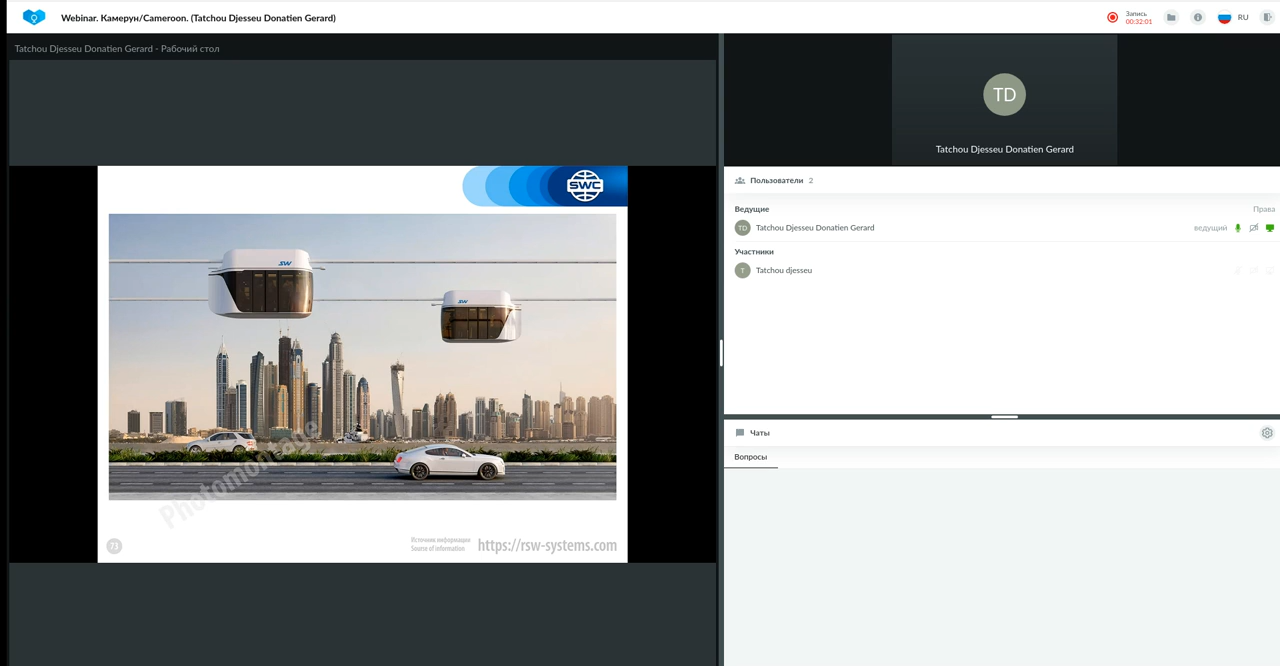 Webinar. Камерун/Cameroon. (Tatchou Djesseu Donatien Gerard)
Запись
00:32:01
RU
Tatchou Djesseu Donatien Gerard - Рабочий стол
TD
Tatchou Djesseu Donatien Gerard
Пользователи 2
Ведущие
Права
TD
Tatchou Djesseu Donatien Gerard
ведущий
Участники
T
Tatchou djesseu
Чаты
Вопросы
SWC
SW
SW
Photomontage
73
Источник информации
Source of information
https://rsw-systems.com